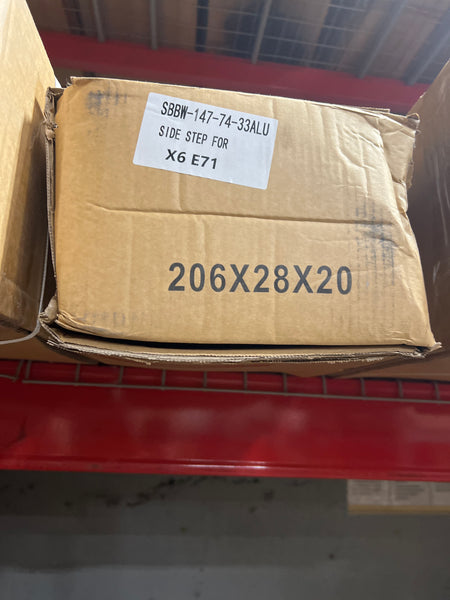 SBBW-147-74-33ALU
SIDE STEP FOR
X6 E71
206X28X20